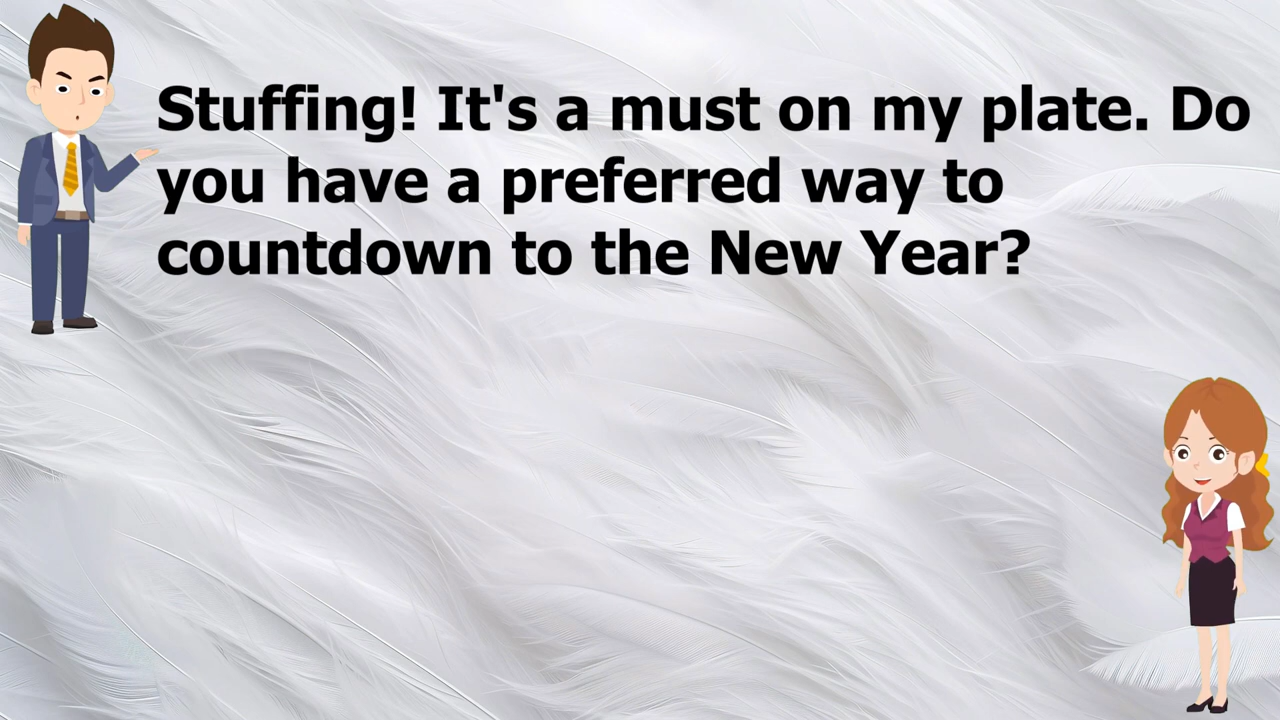 Stuffing! It's a must on my plate. Do
you have a preferred way to
countdown to the New Year?